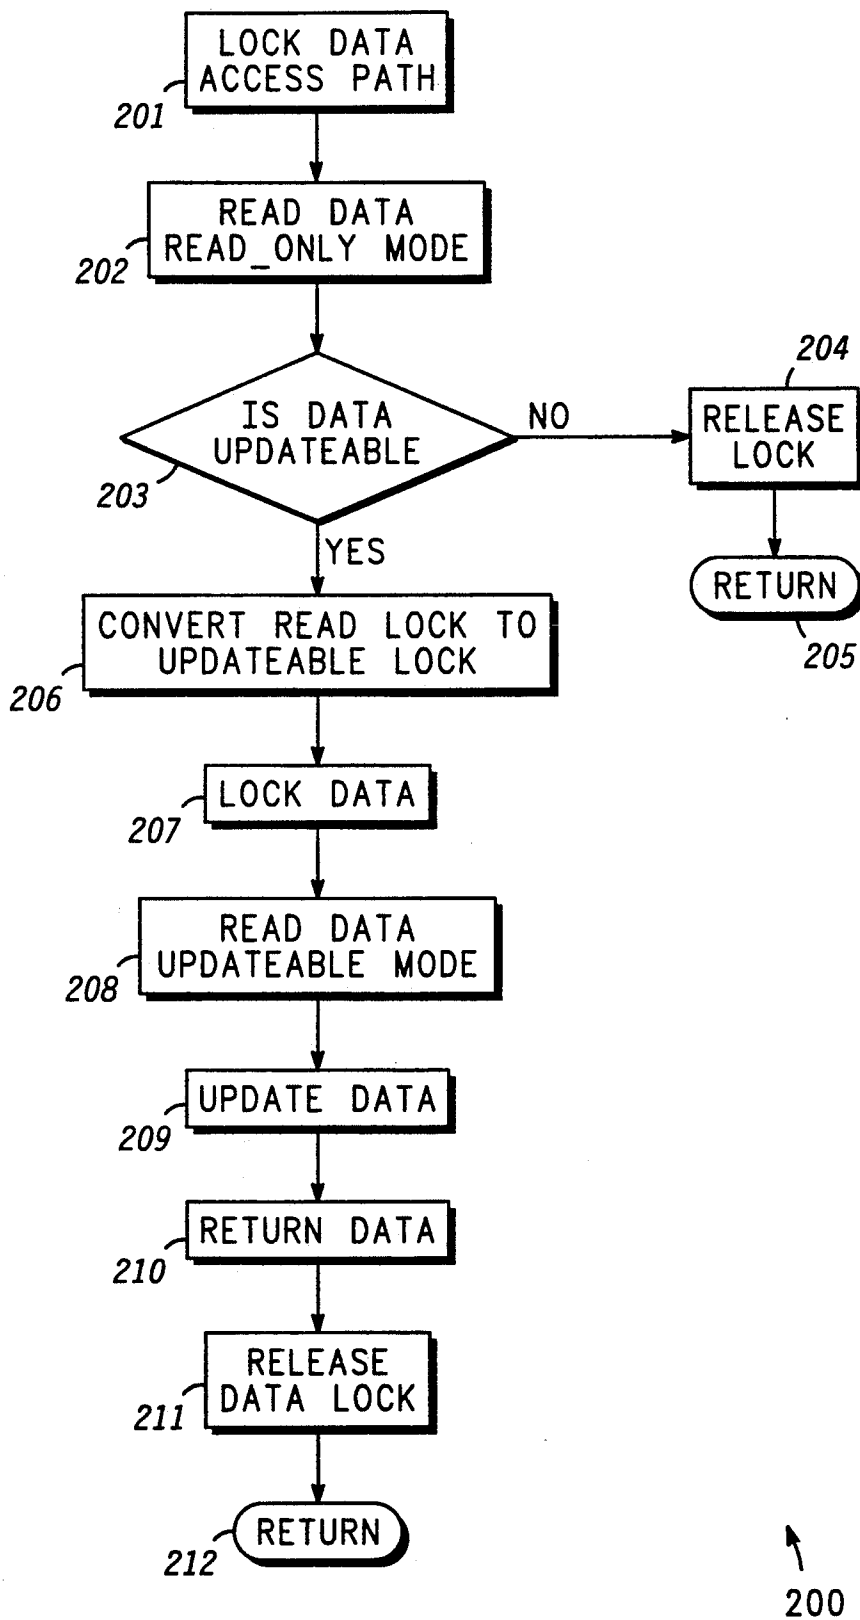 LOCK DATA
ACCESS PATH
201
READ DATA
READ_ONLY MODE
202
IS DATA
UPDATEABLE
203
NO
204
RELEASE
LOCK
RETURN
205
YES
CONVERT READ LOCK TO
UPDATEABLE LOCK
206
LOCK DATA
207
READ DATA
UPDATEABLE MODE
208
UPDATE DATA
209
RETURN DATA
210
RELEASE
DATA LOCK
211
RETURN
212
200